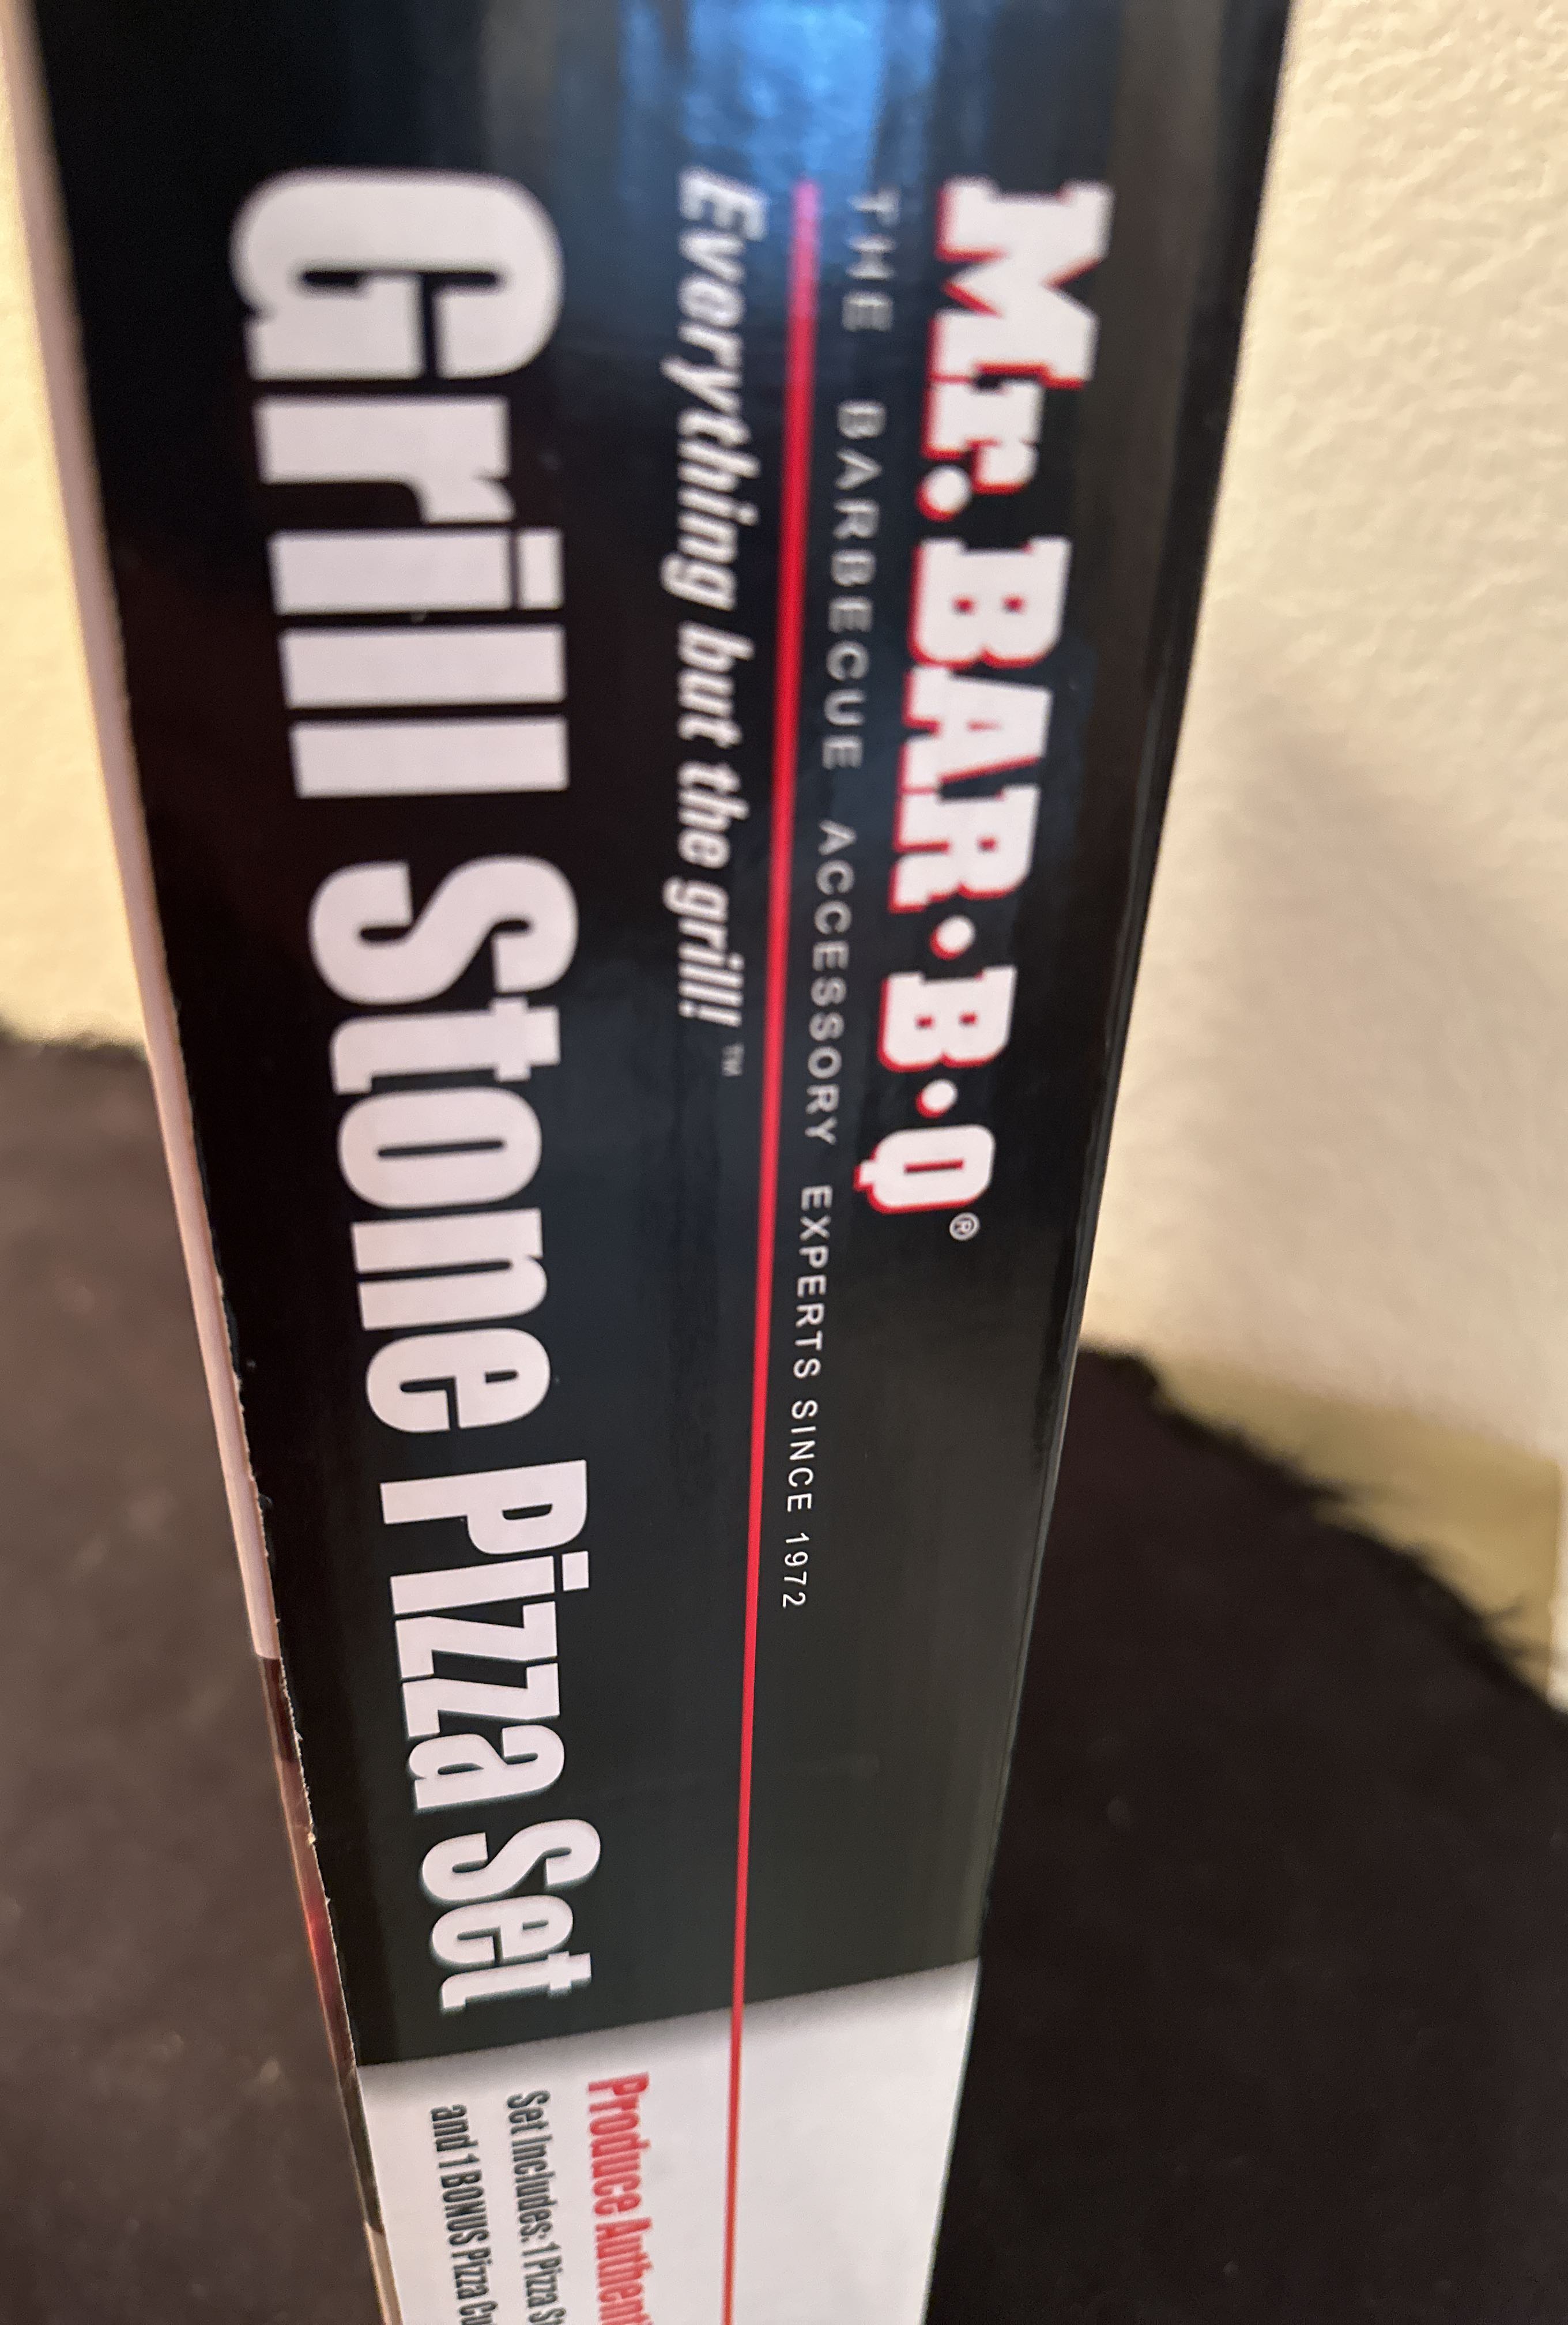 Mr. BAR•B•Q®
THE BARBECUE ACCESSORY EXPERTS SINCE 1972
Everything but the grill!™
Grill Stone Pizza Set
Produce
Set Includes: 1 Pizza
and 1 BONUS Pizza